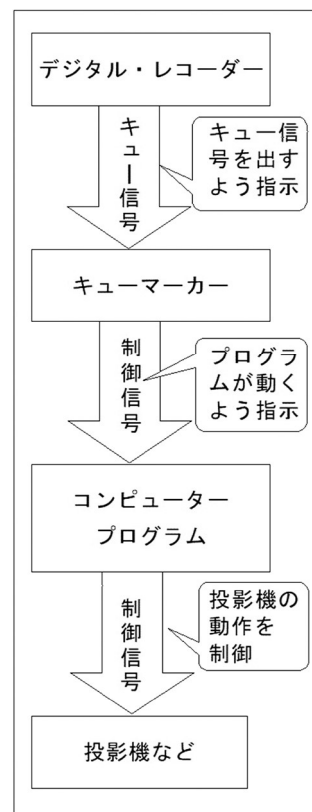 デジタル・レコーダー
キュー信号
キュー信
号を出す
よう指示
キューマーカー
制御信号
プログラ
ムが動く
よう指示
コンピューター
プログラム
制御信号
投影機の
動作を
制御
投影機など